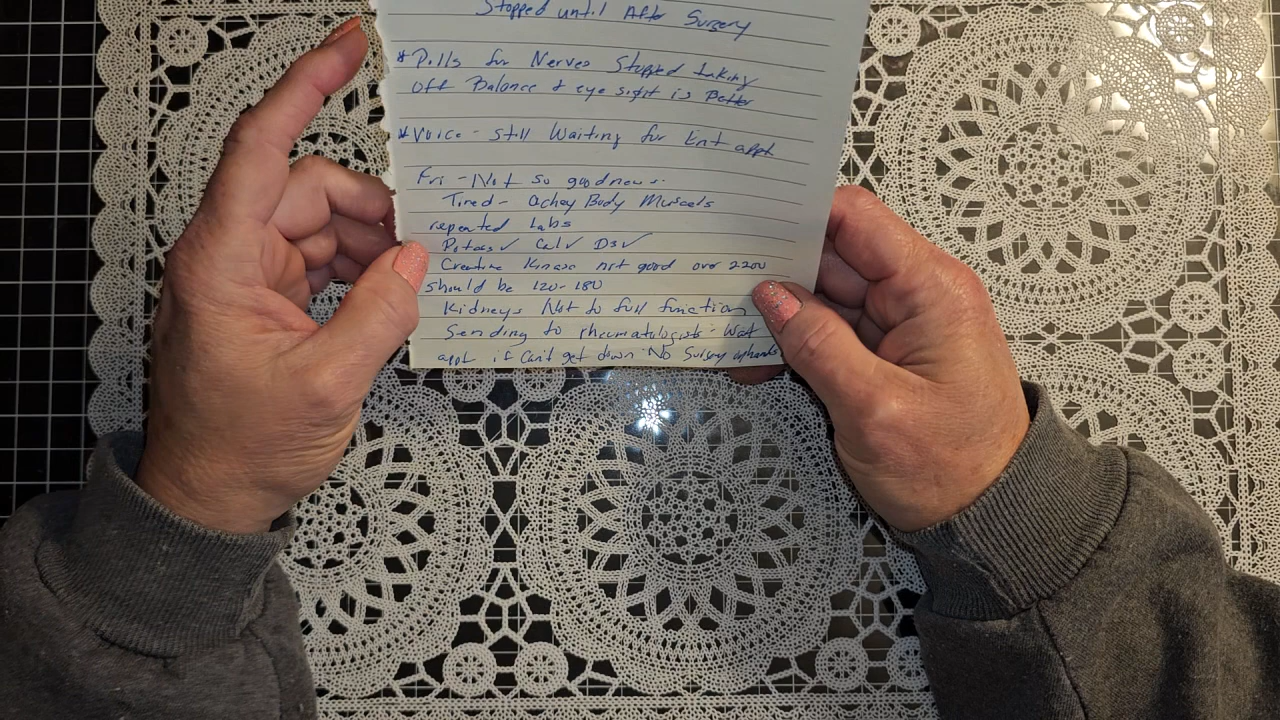 Stopped until After Surgery
* Pills for Nerves Stopped taking
off Balance & eye sight is Better
* Voice - still Waiting for Ent appt
Fri - Not so good news.
Tired - Achey Body Muscels
repeated Labs
Potass ✓ Cal ✓ D3 ✓
Creatine Kinase not good over 2200
should be 120-180
Kidneys Not to full function
Sending to rheumatologists - Wat
appt if Can't get down No Surgery